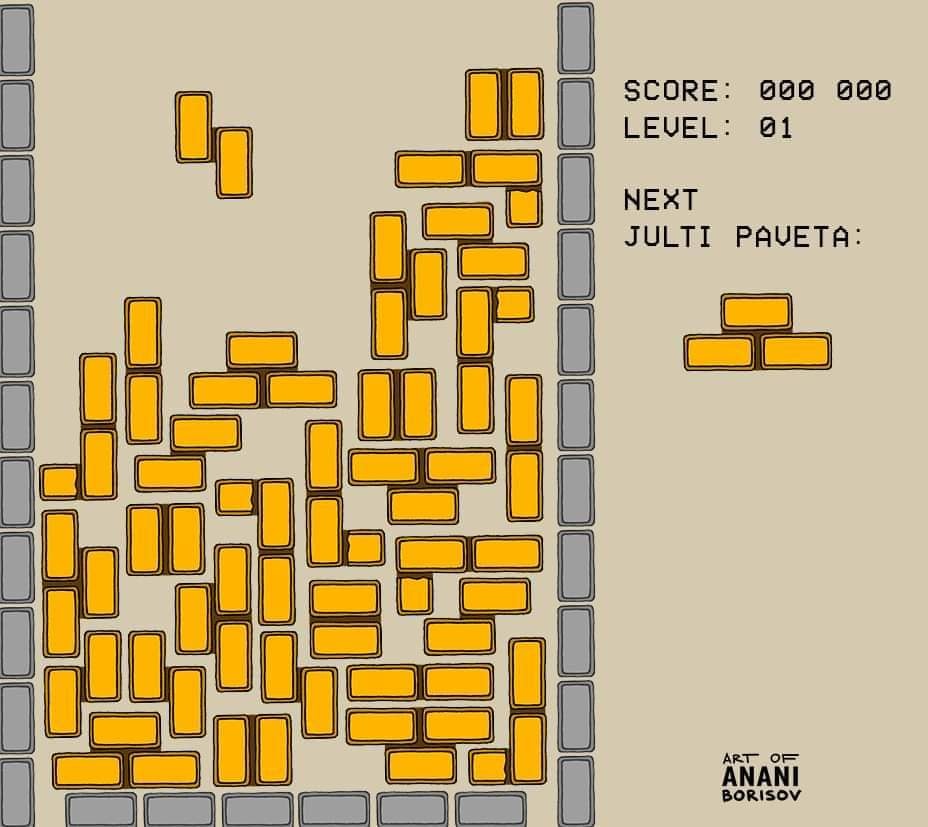 SCORE: 000 000
LEVEL: 01
NEXT
JULTI PAVETA:
ART OF
ANANI
BORISOV